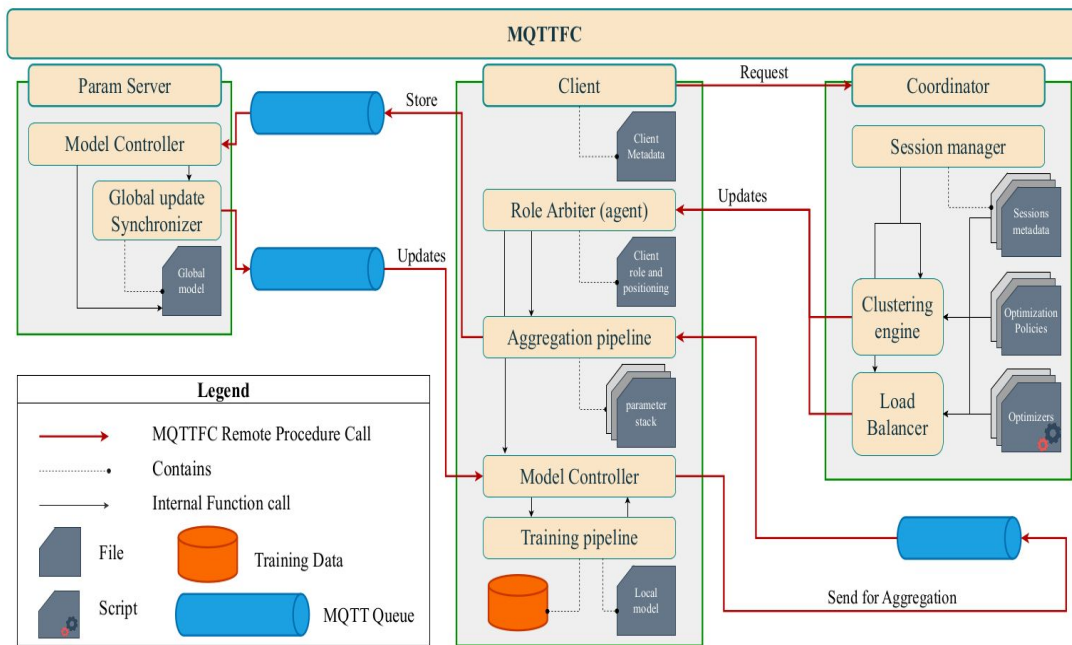 MQTTFC
Param Server
Model Controller
Global update
Synchronizer
Global
model
Store
Updates
Client
Client
Metadata
Role Arbiter (agent)
Client
role and
positioning
Aggregation pipeline
parameter
stack
Model Controller
Training pipeline
Local
model
Request
Updates
Coordinator
Session manager
Sessions
metadata
Clustering
engine
Optimization
Policies
Load
Balancer
Optimizers
Send for Aggregation
Legend
MQTTFC Remote Procedure Call
Contains
Internal Function call
File
Training Data
Script
MQTT Queue